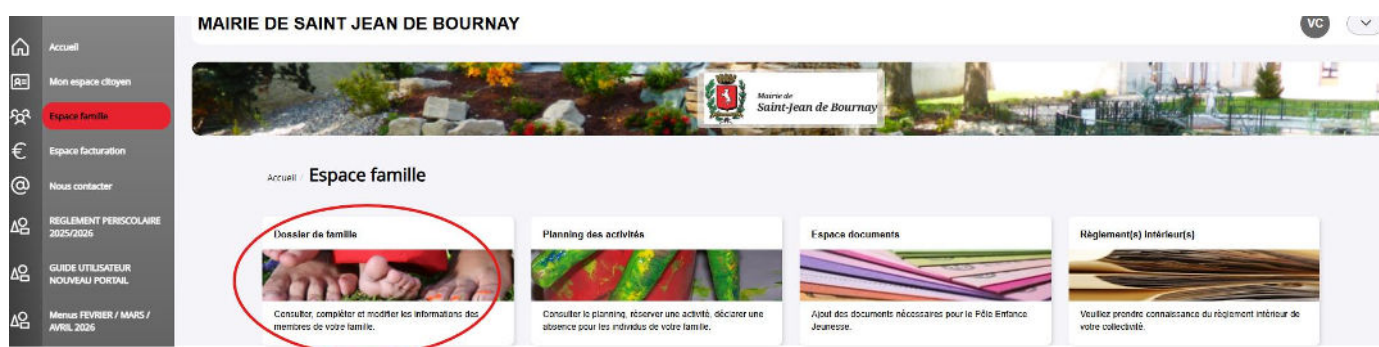 MAIRIE DE SAINT JEAN DE BOURNAY
VC
Accueil
Mon espace citoyen
Espace famille
Espace facturation
Nous contacter
REGLEMENT PERISCOLAIRE
2025/2026
GUIDE UTILISATEUR
NOUVEAU PORTAIL
Menus FEVRIER / MARS /
AVRIL 2026
Mairie de
Saint-Jean de Bournay
Accueil / Espace famille
Dossier de famille
Consulter, compléter et modifier les informations des
membres de votre famille.
Planning des activités
Consulter le planning, réserver une activité, déclarer une
absence pour les individus de votre famille.
Espace documents
Ajout des documents nécessaires pour le Pôle Enfance
Jeunesse.
Règlement(s) Intérieur(s)
Veuillez prendre connaissance du règlement intérieur de
votre collectivité.